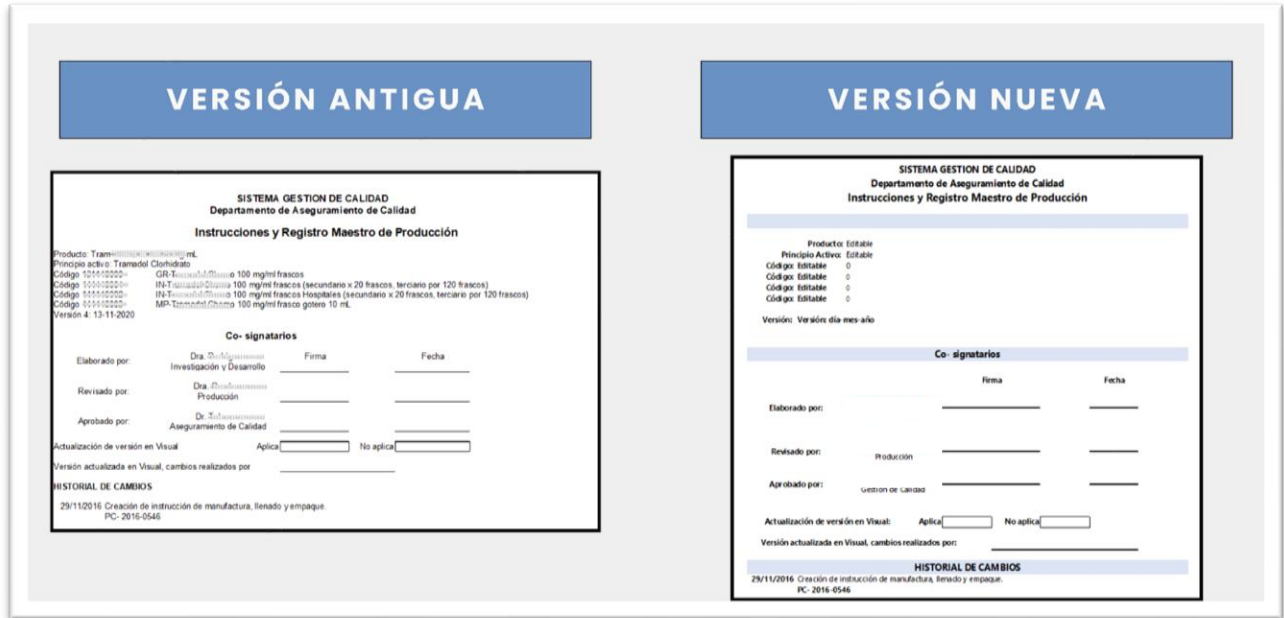 VERSIÓN ANTIGUA
SISTEMA GESTION DE CALIDAD
Departamento de Aseguramiento de Calidad
Instrucciones y Registro Maestro de Producción
Producto: mL
Principio activo: Tramadol Clorhidrato
Código 100 mg/ml frascos
Código 100 mg/ml frascos (secundario x 20 frascos, terciario por 120 frascos)
Código 100 mg/ml frascos Hospitales (secundario x 20 frascos, terciario por 120 frascos)
Código 100 mg/ml frasco gotero 10 mL
Versión 4: 13-11-2020
Co- signatarios
Dra. Firma Fecha
Elaborado por:
Investigación y Desarrollo
Dra.
Revisado por:
Producción
Dr.
Aprobado por:
Aseguramiento de Calidad
Actualización de versión en Visual Aplica No aplica
Versión actualizada en Visual, cambios realizados por
HISTORIAL DE CAMBIOS
29/11/2016 Creación de instrucción de manufactura, llenado y empaque.
PC- 2016-0546
VERSIÓN NUEVA
SISTEMA GESTION DE CALIDAD
Departamento de Aseguramiento de Calidad
Instrucciones y Registro Maestro de Producción
Producto: Editable
Principio Activo: Editable
Código: Editable 0
Código: Editable 0
Código: Editable 0
Código: Editable 0
Versión: Versión: día-mes-año
Co- signatarios
Firma Fecha
Elaborado por:
Revisado por:
Producción
Aprobado por:
Gestión de Calidad
Actualización de versión en Visual: Aplica No aplica
Versión actualizada en Visual, cambios realizados por:
HISTORIAL DE CAMBIOS
29/11/2016 Creación de instrucción de manufactura, llenado y empaque.
PC- 2016-0546